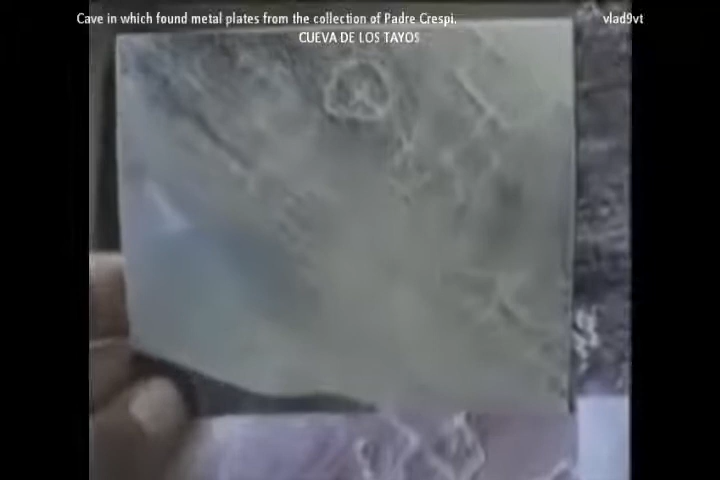 Cave in which found metal plates from the collection of Padre Crespi.
vlad9vt
CUEVA DE LOS TAYOS